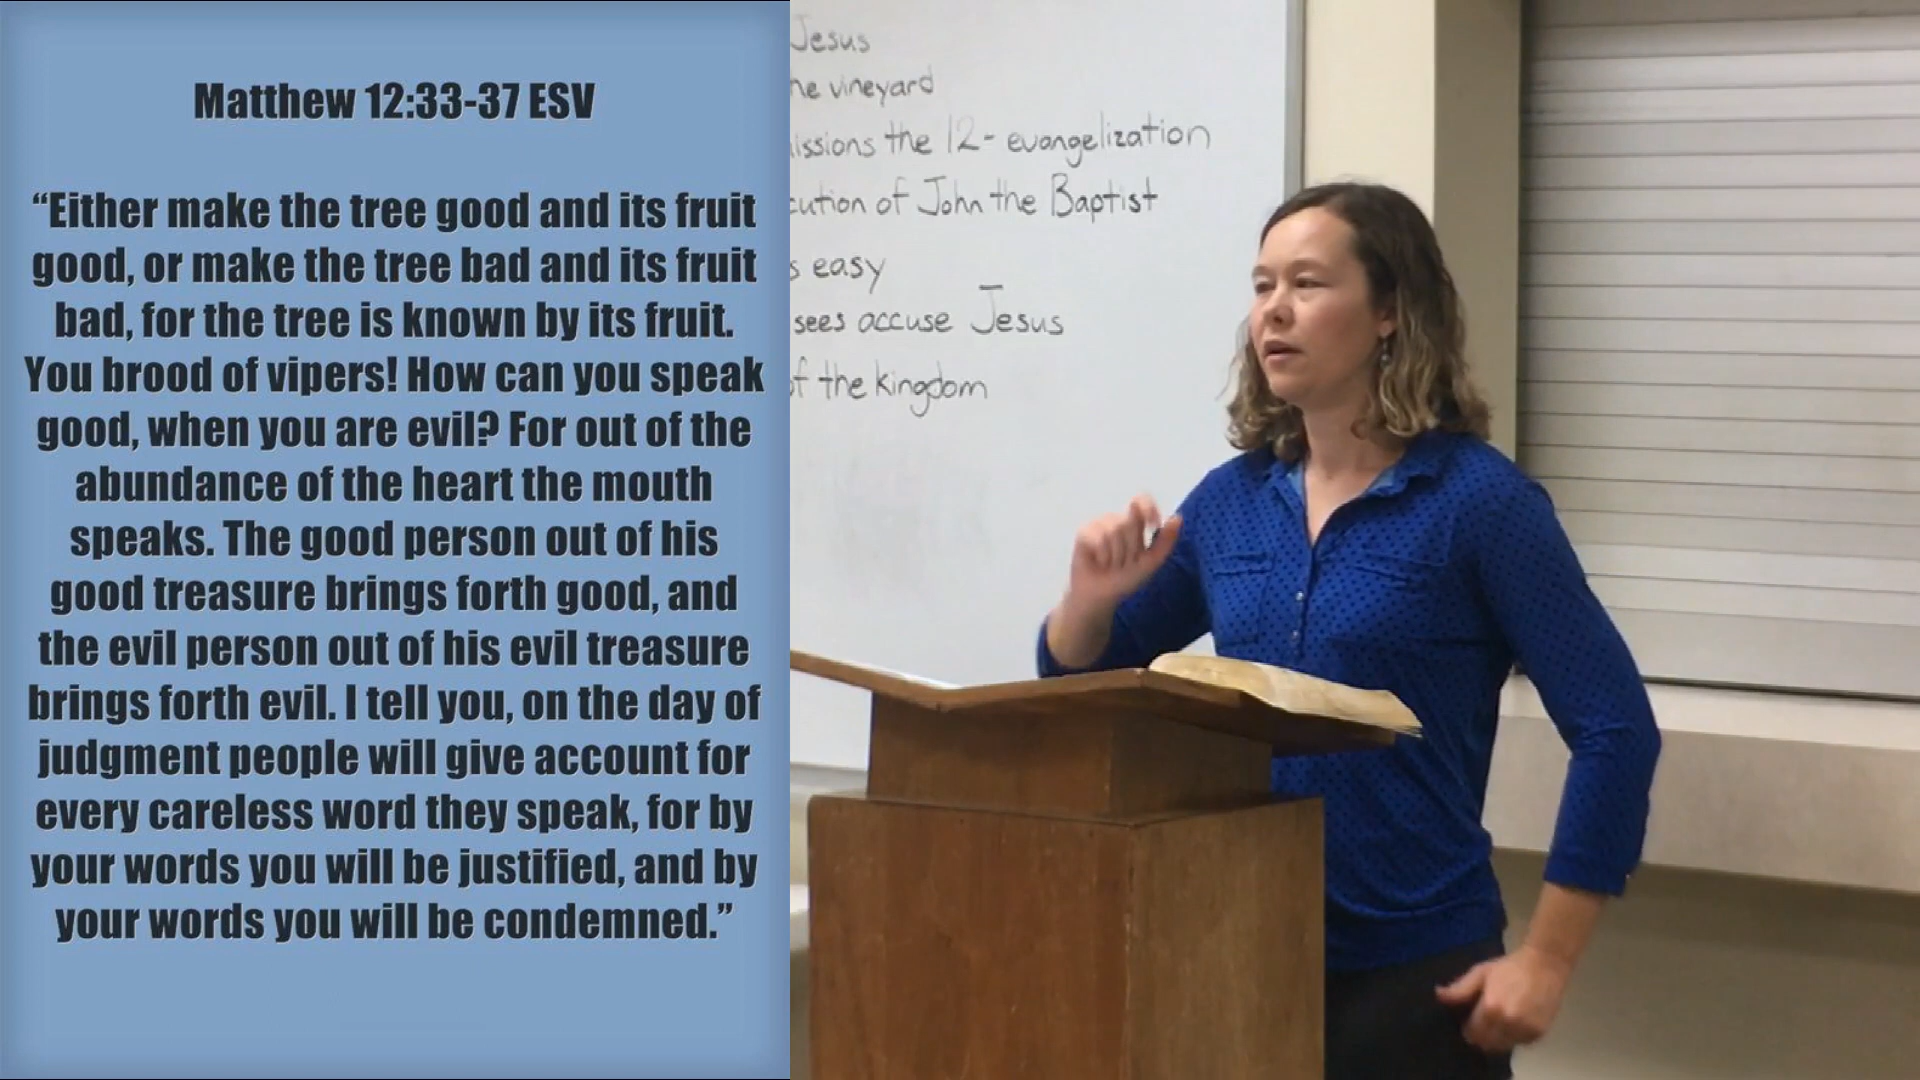 Matthew 12:33-37 ESV
“Either make the tree good and its fruit
good, or make the tree bad and its fruit
bad, for the tree is known by its fruit.
You brood of vipers! How can you speak
good, when you are evil? For out of the
abundance of the heart the mouth
speaks. The good person out of his
good treasure brings forth good, and
the evil person out of his evil treasure
brings forth evil. I tell you, on the day of
judgment people will give account for
every careless word they speak, for by
your words you will be justified, and by
your words you will be condemned.”
Jesus
he vineyard
issions the 12- evangelization
cution of John the Baptist
s easy
sees accuse Jesus
of the kingdom